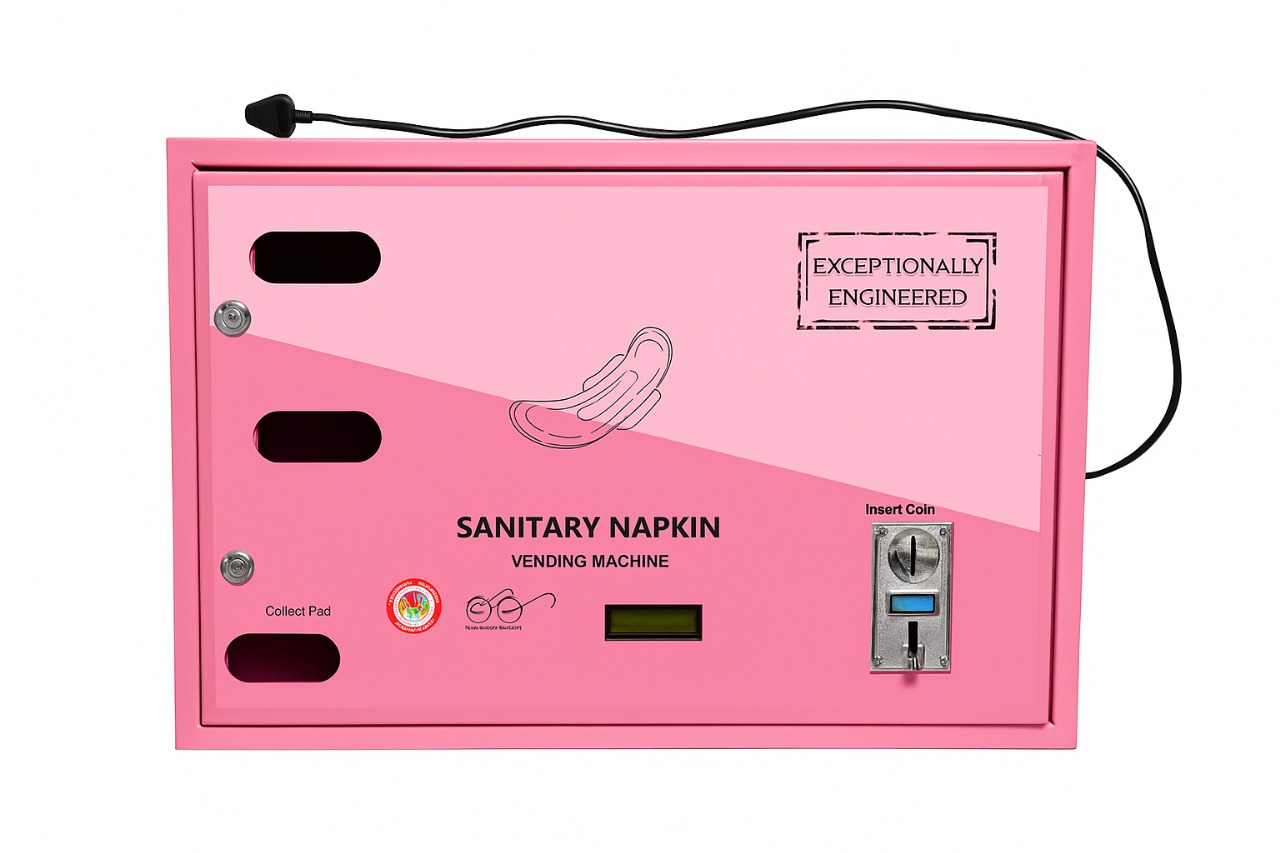 EXCEPTIONALLY
ENGINEERED
Insert Coin
SANITARY NAPKIN
VENDING MACHINE
Collect Pad